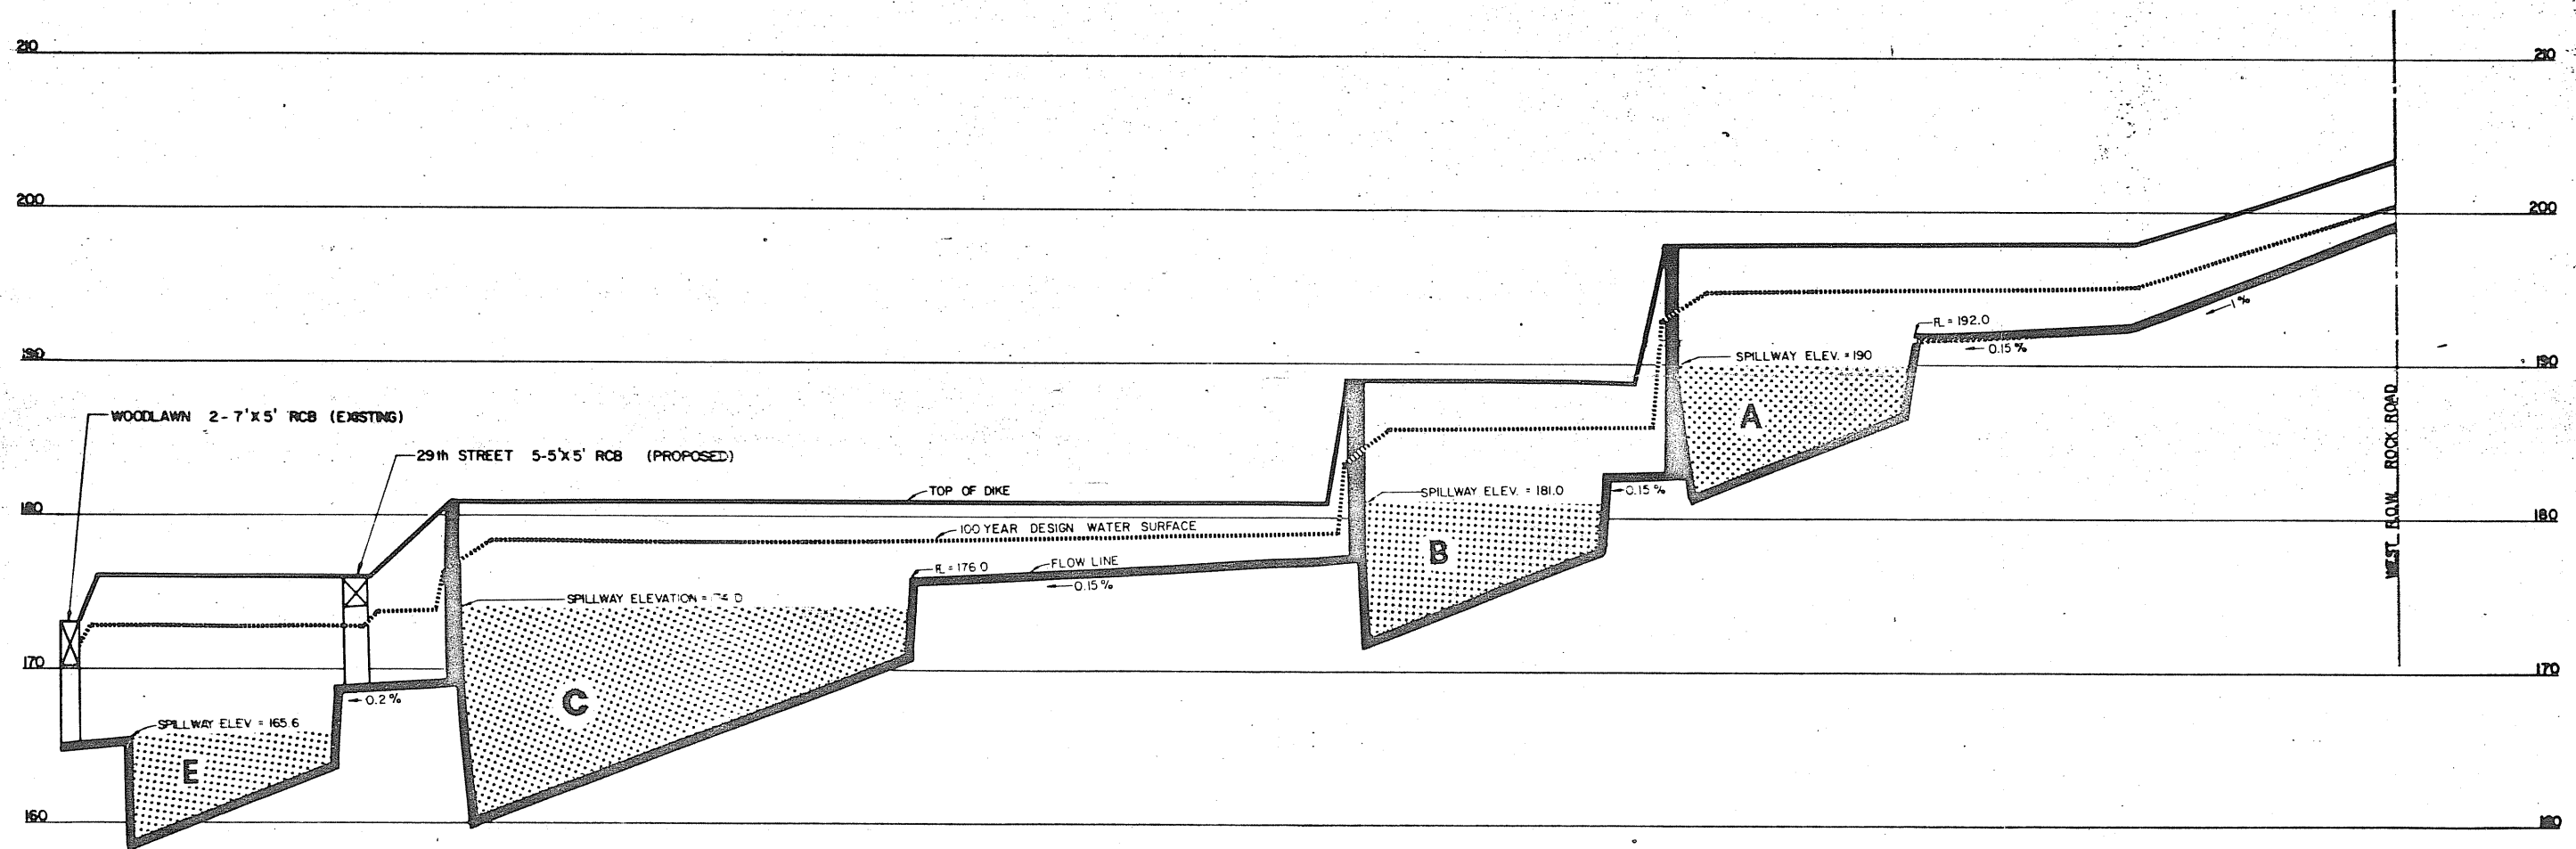 210
210
200
200
190
190
FL = 192.0
1%
0.15%
SPILLWAY ELEV. = 190
A
WEST R.O.W. ROCK ROAD
WOODLAWN 2-7'X5' RCB (EXISTING)
29th STREET 5-5'X5' RCB (PROPOSED)
TOP OF DIKE
SPILLWAY ELEV. = 181.0
0.15%
180
180
100 YEAR DESIGN WATER SURFACE
B
FL = 176.0
FLOW LINE
0.15%
SPILLWAY ELEVATION =
170
170
C
0.2%
SPILLWAY ELEV = 165.6
E
160
160